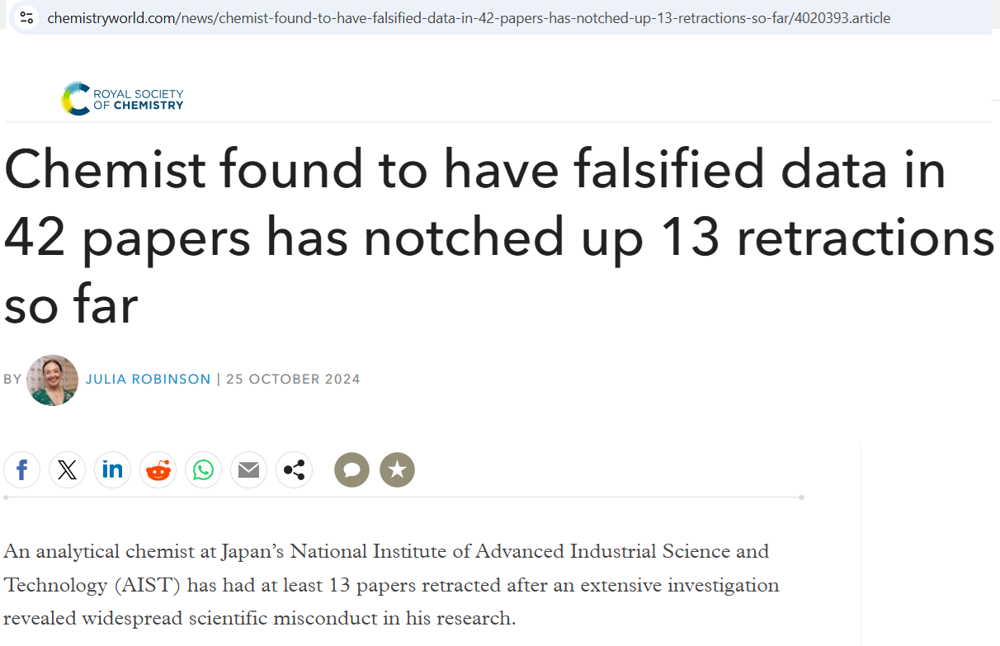 chemistryworld.com/news/chemist-found-to-have-falsified-data-in-42-papers-has-notched-up-13-retractions-so-far/4020393.article
ROYAL SOCIETY
OF CHEMISTRY
Chemist found to have falsified data in
42 papers has notched up 13 retractions
so far
BY JULIA ROBINSON | 25 OCTOBER 2024
An analytical chemist at Japan’s National Institute of Advanced Industrial Science and
Technology (AIST) has had at least 13 papers retracted after an extensive investigation
revealed widespread scientific misconduct in his research.